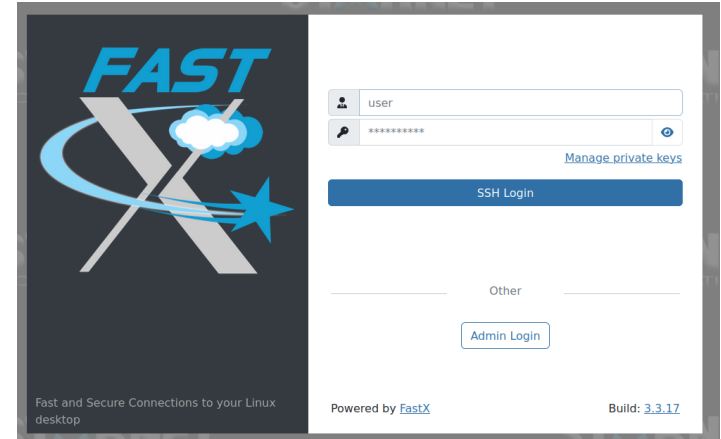 FAST
X
user
**********
Manage private keys
SSH Login
Other
Admin Login
Fast and Secure Connections to your Linux
desktop
Powered by FastX
Build: 3.3.17